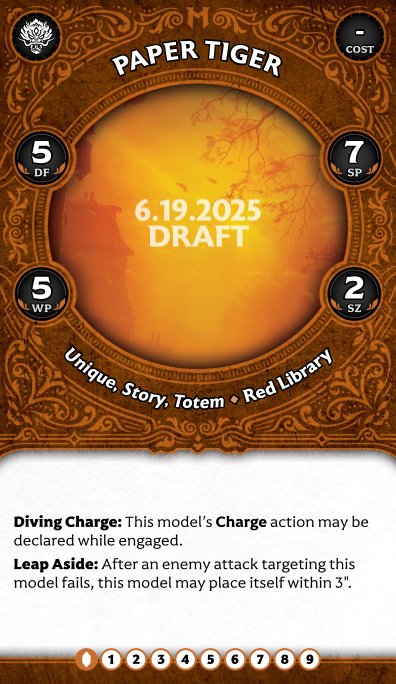 -
COST
PAPER TIGER
5
DF
7
SP
6.19.2025
DRAFT
5
WP
2
SZ
Unique, Story, Totem ♦ Red Library
Diving Charge: This model's Charge action may be
declared while engaged.
Leap Aside: After an enemy attack targeting this
model fails, this model may place itself within 3".
1 2 3 4 5 6 7 8 9